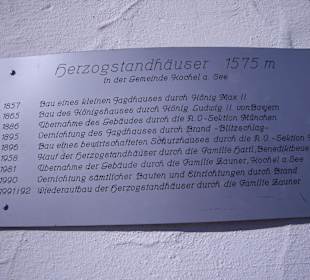 Herzogstandhäuser 1575 m
In der Gemeinde Kochel a. See
1857 Bau eines kleinen Jagdhauses durch König Max II
1865 Bau des Königshauses durch König Ludwig II. von Bayern
1886 Übernahme des Gebäudes durch die A.V.-Sektion München
1895 Vernichtung des Jagdhauses durch Brand -Blitzschlag-
1896 Bau eines bewirtschafteten Schutzhauses durch die A.V.-Sektion
1958 Kauf der Herzogstandhäuser durch die Familie Hartl, Benediktbeue
1981 Übernahme der Gebäude durch die Familie Zauner, Kochel a. See
1990 Vernichtung sämtlicher Bauten und Einrichtungen durch Brand
1991/92 Wiederaufbau der Herzogstandhäuser durch die Familie Zauner